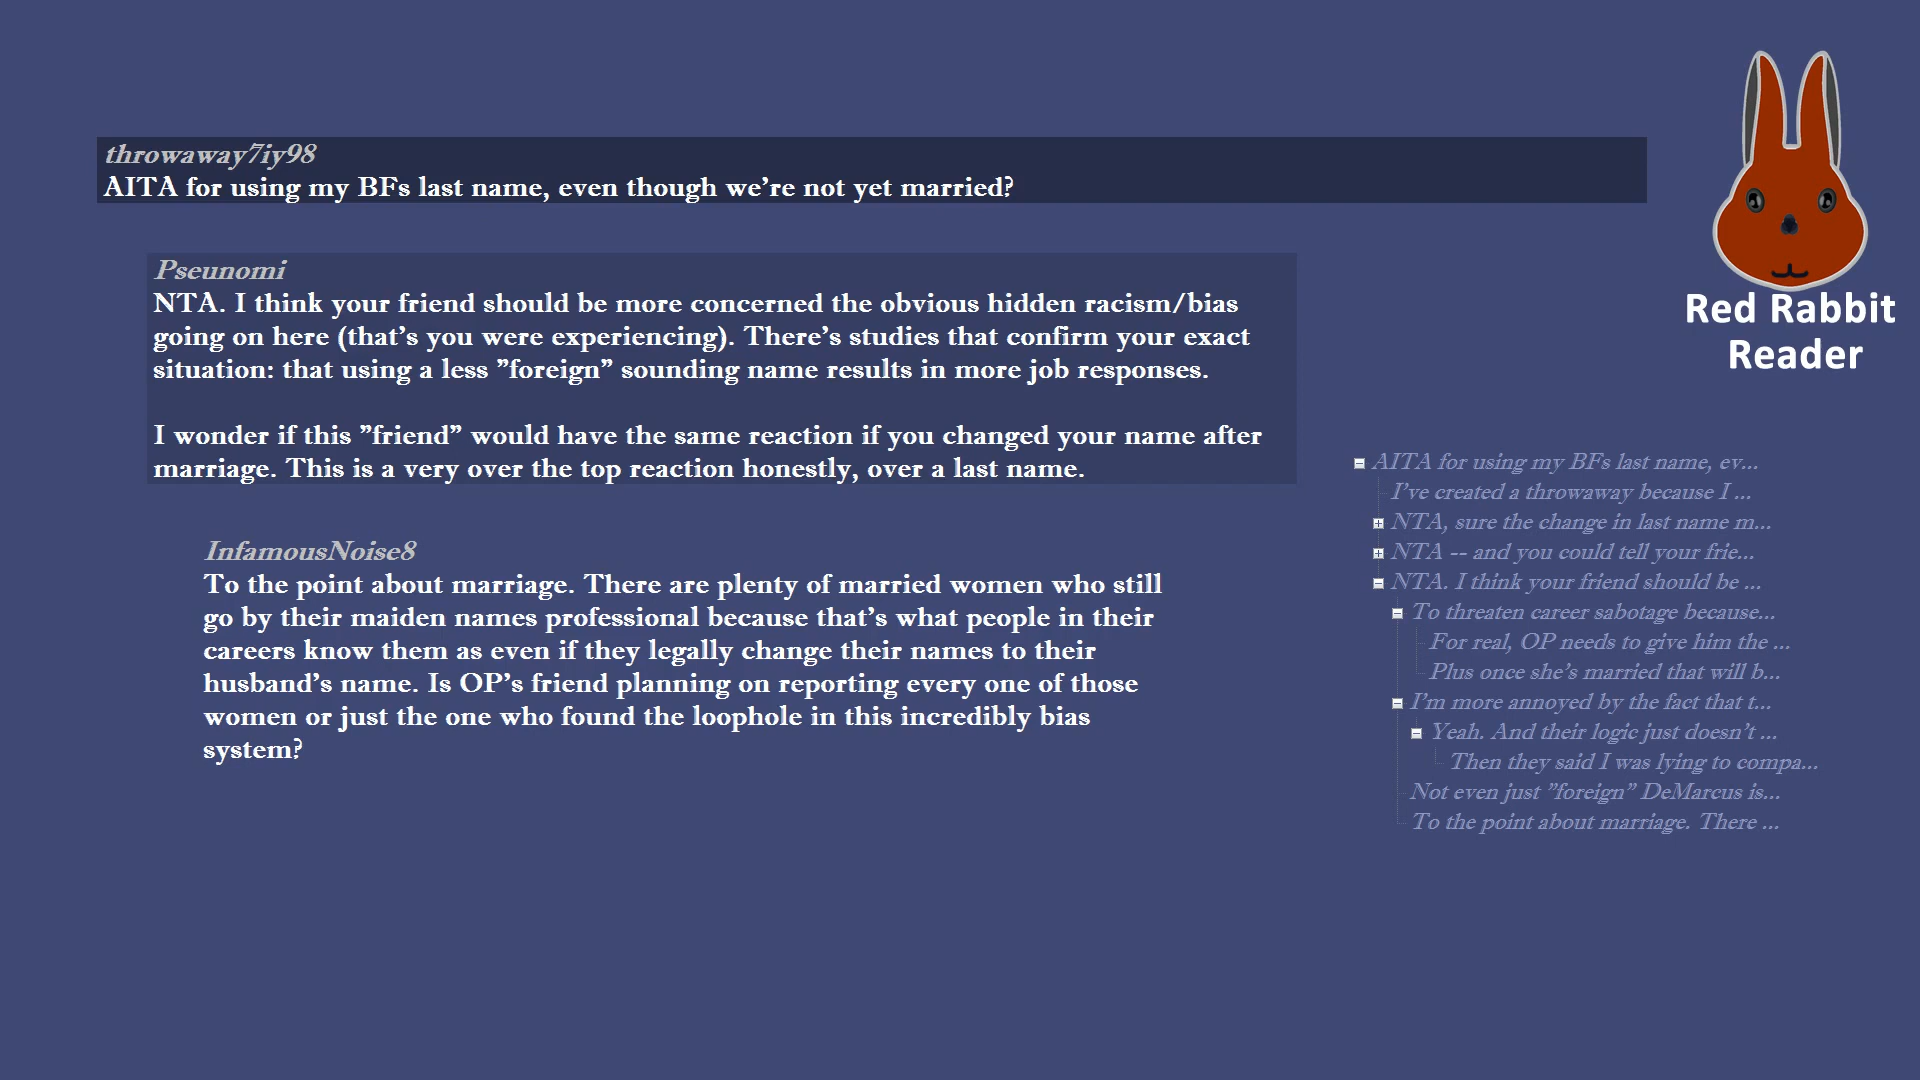 throwaway7iy98
AITA for using my BFs last name, even though we're not yet married?
Pseunomi
NTA. I think your friend should be more concerned the obvious hidden racism/bias
going on here (that's you were experiencing). There's studies that confirm your exact
situation: that using a less "foreign" sounding name results in more job responses.
I wonder if this "friend" would have the same reaction if you changed your name after
marriage. This is a very over the top reaction honestly, over a last name.
InfamousNoise8
To the point about marriage. There are plenty of married women who still
go by their maiden names professional because that's what people in their
careers know them as even if they legally change their names to their
husband's name. Is OP's friend planning on reporting every one of those
women or just the one who found the loophole in this incredibly bias
system?
Red Rabbit
Reader
AITA for using my BFs last name, ev...
I've created a throwaway because I ...
NTA, sure the change in last name m...
NTA -- and you could tell your frie...
NTA. I think your friend should be ...
To threaten career sabotage because...
For real, OP needs to give him the ...
Plus once she's married that will b...
I'm more annoyed by the fact that t...
Yeah. And their logic just doesn't ...
Then they said I was lying to compa...
Not even just "foreign" DeMarcus is...
To the point about marriage. There ...